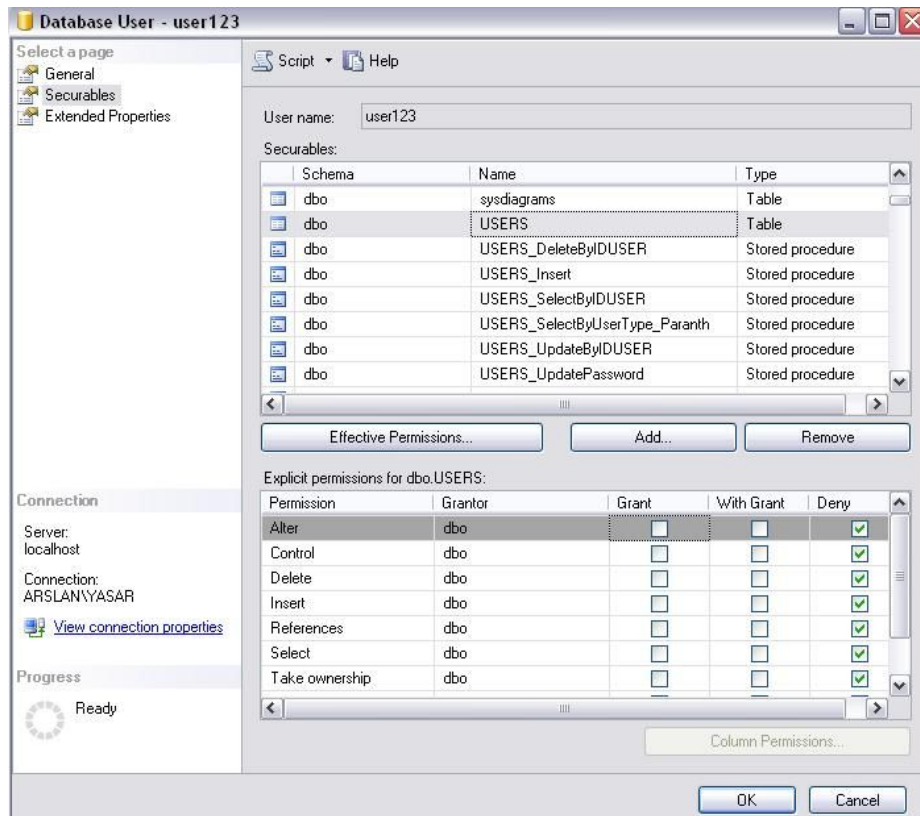 Database User - user123
Select a page
General
Securables
Extended Properties
Script Help
User name: user123
Securables:
Schema Name Type
dbo sysdiagrams Table
dbo USERS Table
dbo USERS_DeleteByIDUSER Stored procedure
dbo USERS_Insert Stored procedure
dbo USERS_SelectByIDUSER Stored procedure
dbo USERS_SelectByUserType_Paranth Stored procedure
dbo USERS_UpdateByIDUSER Stored procedure
dbo USERS_UpdatePassword Stored procedure
Effective Permissions... Add... Remove
Explicit permissions for dbo.USERS:
Permission Grantor Grant With Grant Deny
Alter dbo
Control dbo
Delete dbo
Insert dbo
References dbo
Select dbo
Take ownership dbo
Column Permissions...
Connection
Server:
localhost
Connection:
ARSLAN\YASAR
View connection properties
Progress
Ready
OK Cancel